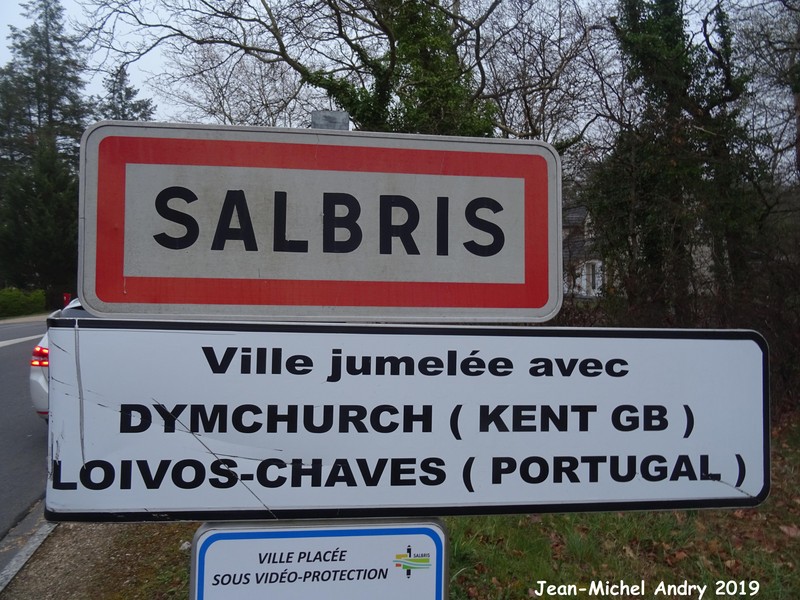 SALBRIS
Ville jumelée avec
DYMCHURCH ( KENT GB )
LOIVOS-CHAVES ( PORTUGAL )
VILLE PLACÉE
SOUS VIDÉO-PROTECTION
SALBRIS
Jean-Michel Andry 2019